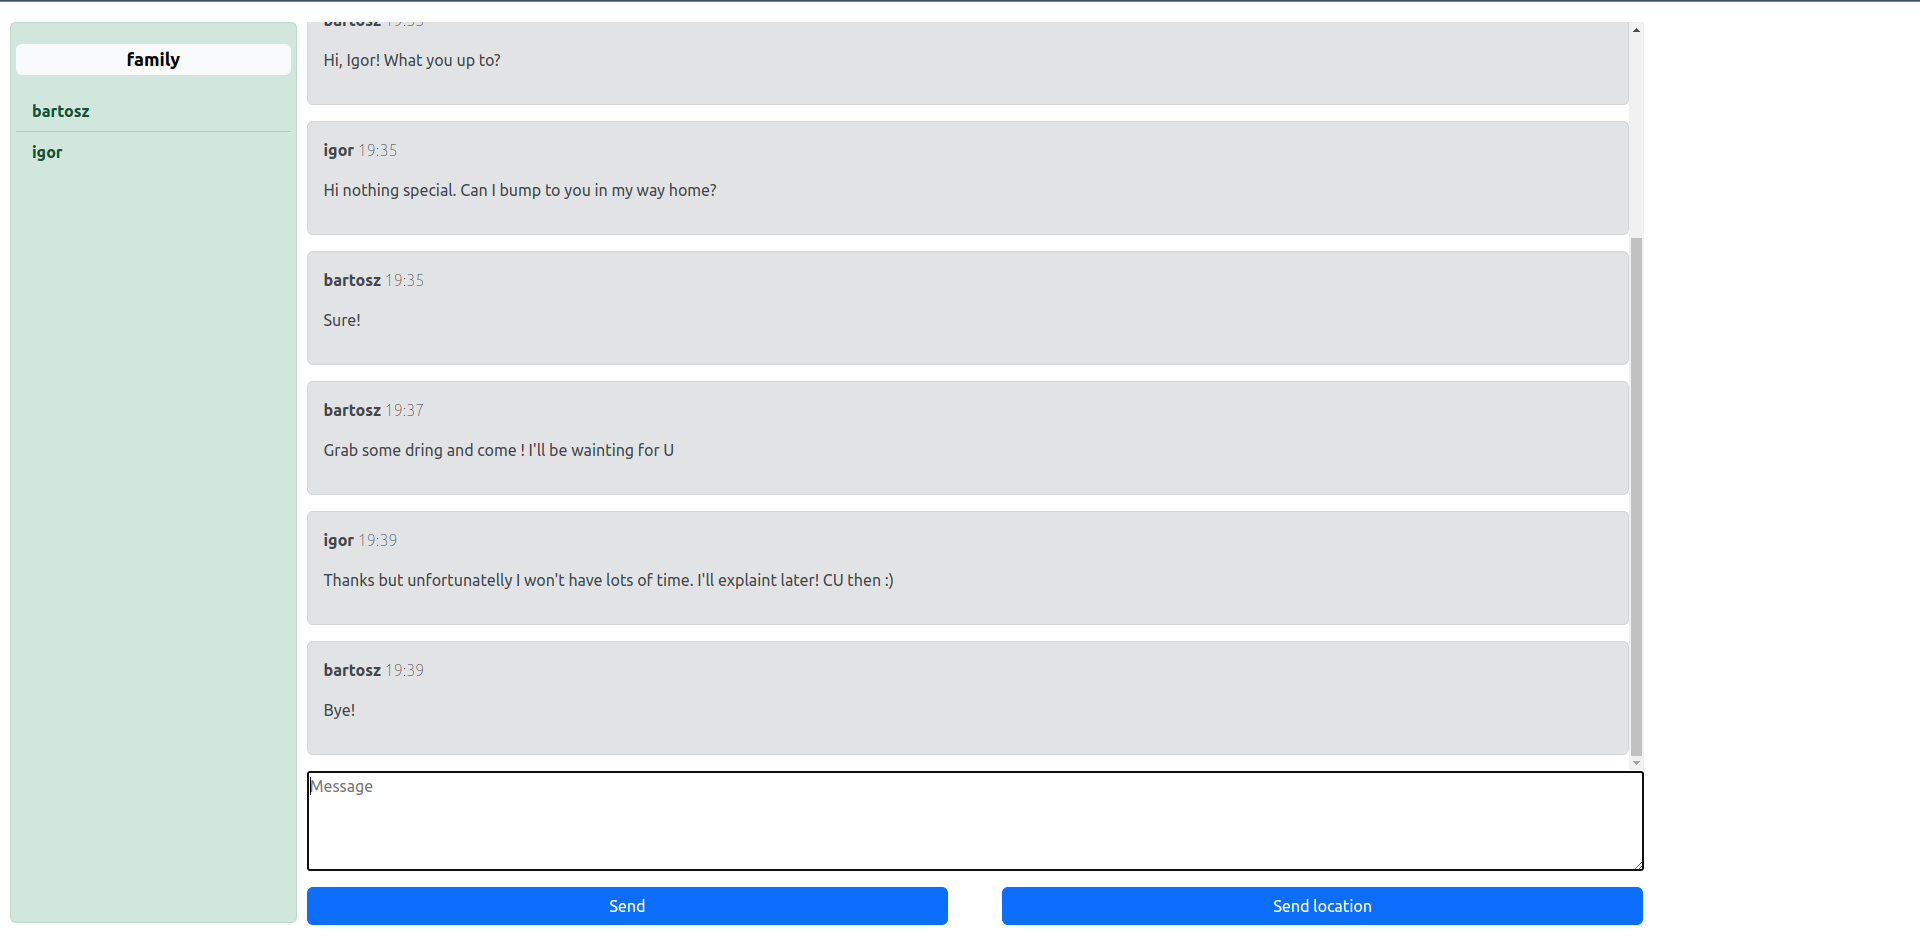 family
bartosz
igor
bartosz 19:35
Hi, Igor! What you up to?
igor 19:35
Hi nothing special. Can I bump to you in my way home?
bartosz 19:35
Sure!
bartosz 19:37
Grab some dring and come ! I'll be wainting for U
igor 19:39
Thanks but unfortunatelly I won't have lots of time. I'll explaint later! CU then :)
bartosz 19:39
Bye!
Message
Send
Send location